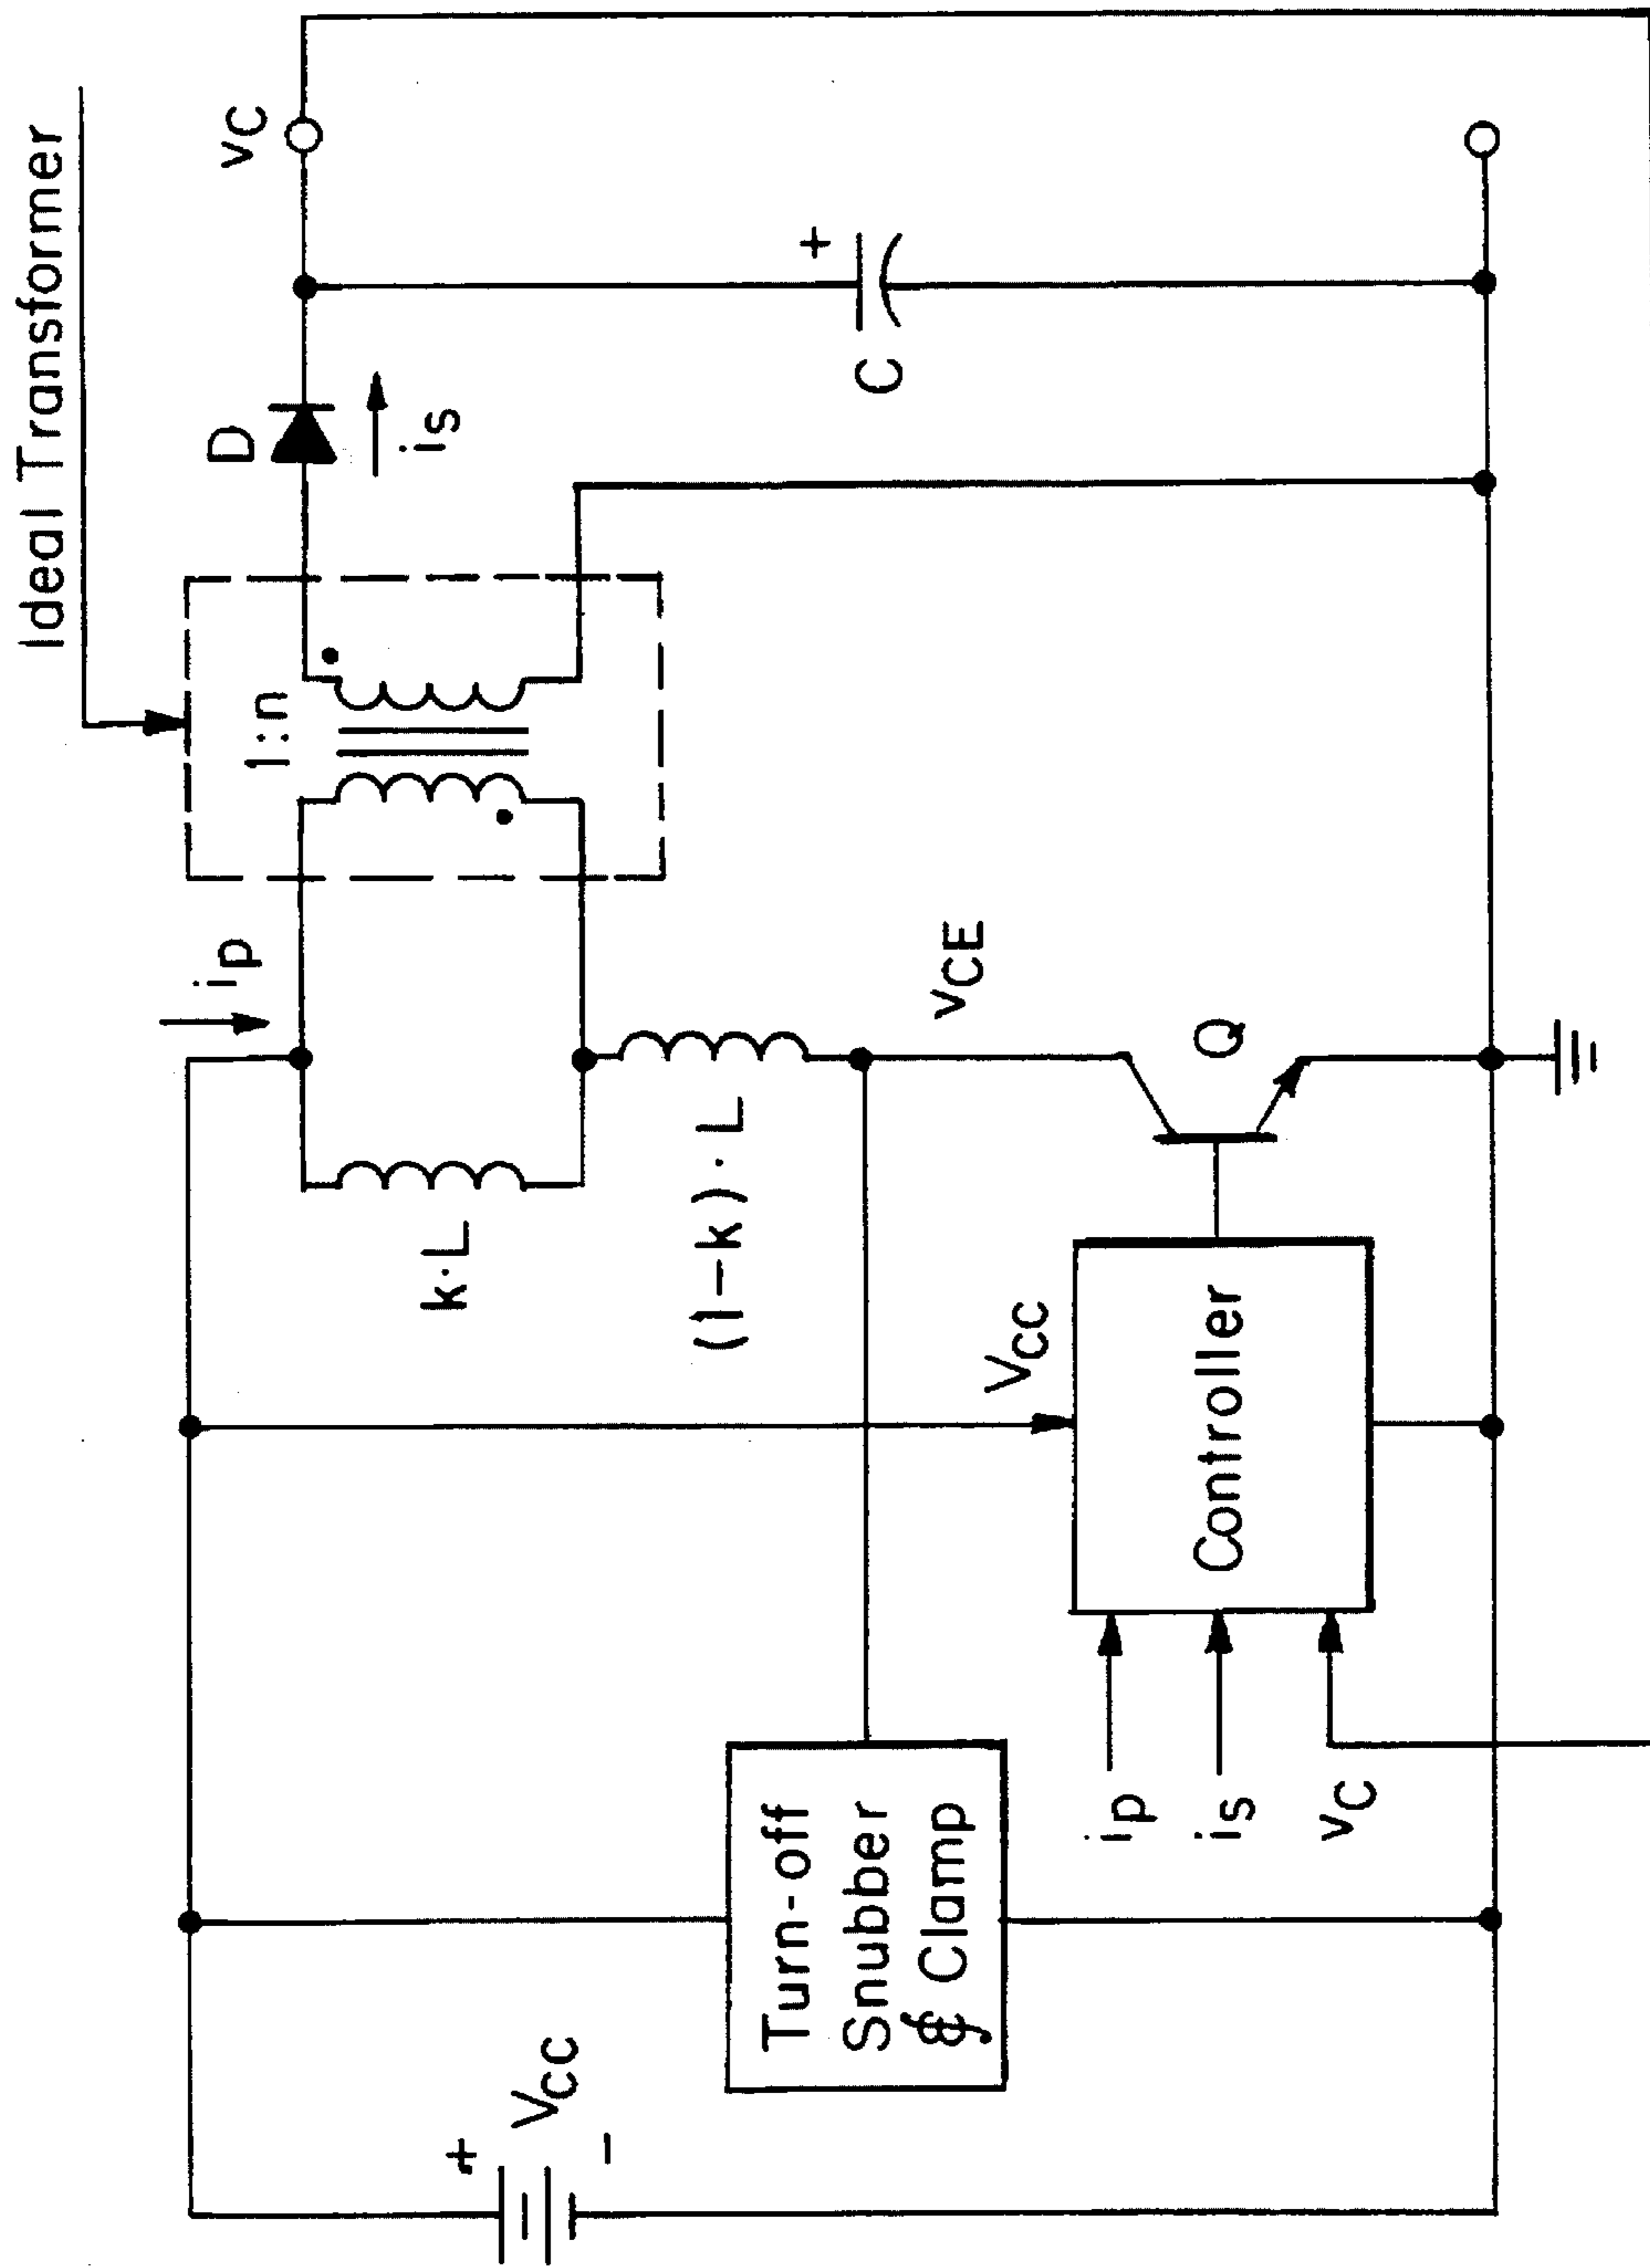 Ideal Transformer
1:n
D
iS
vC
+
C
iP
k·L
(1-k)·L
vCE
Q
VCC
Controller
iP
iS
vC
Turn-off
Snubber
& Clamp
+
VCC
-